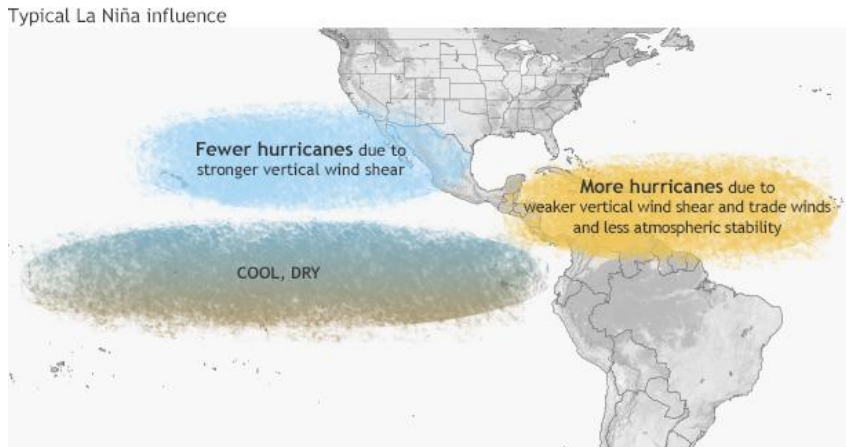 Typical La Niña influence
Fewer hurricanes due to
stronger vertical wind shear
More hurricanes due to
weaker vertical wind shear and trade winds
and less atmospheric stability
COOL, DRY